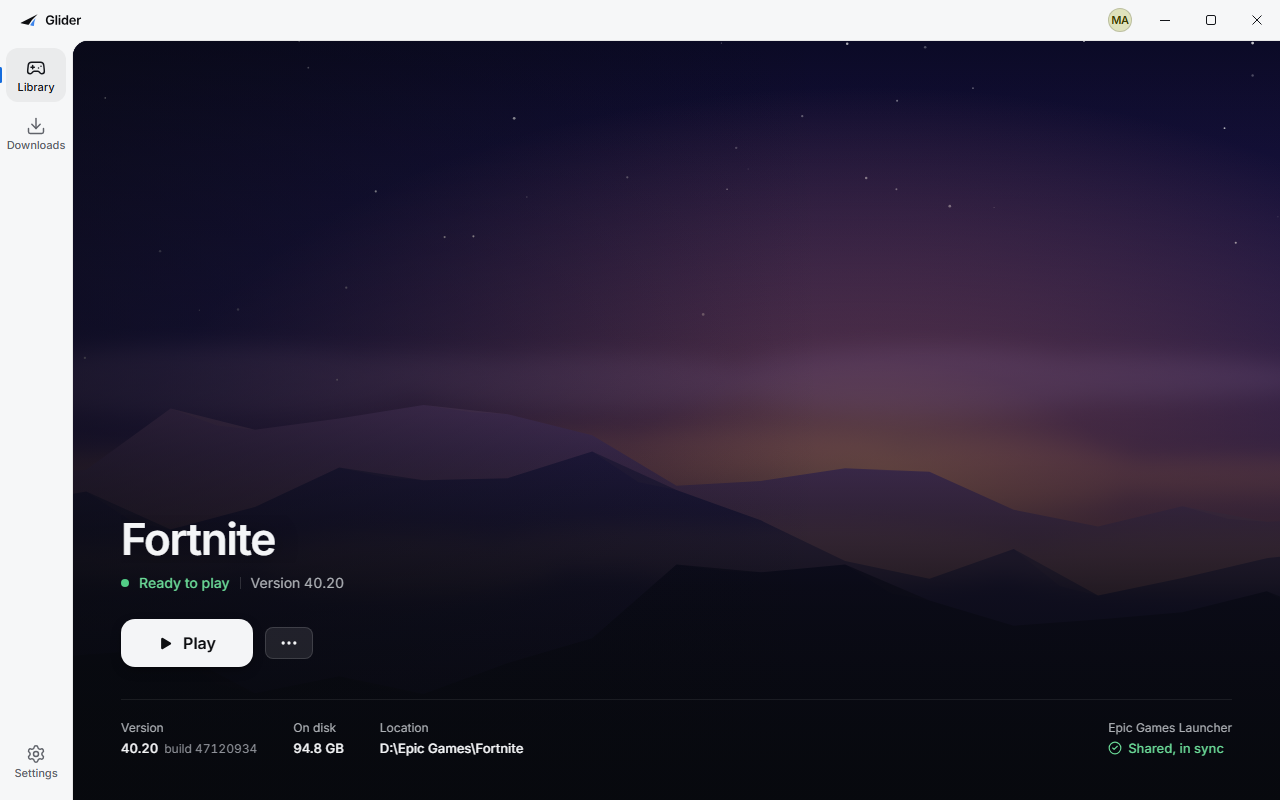 Glider
MA
Library
Downloads
Fortnite
Ready to play
Version 40.20
Play
Version
40.20 build 47120934
On disk
94.8 GB
Location
D:\Epic Games\Fortnite
Epic Games Launcher
Shared, in sync
Settings